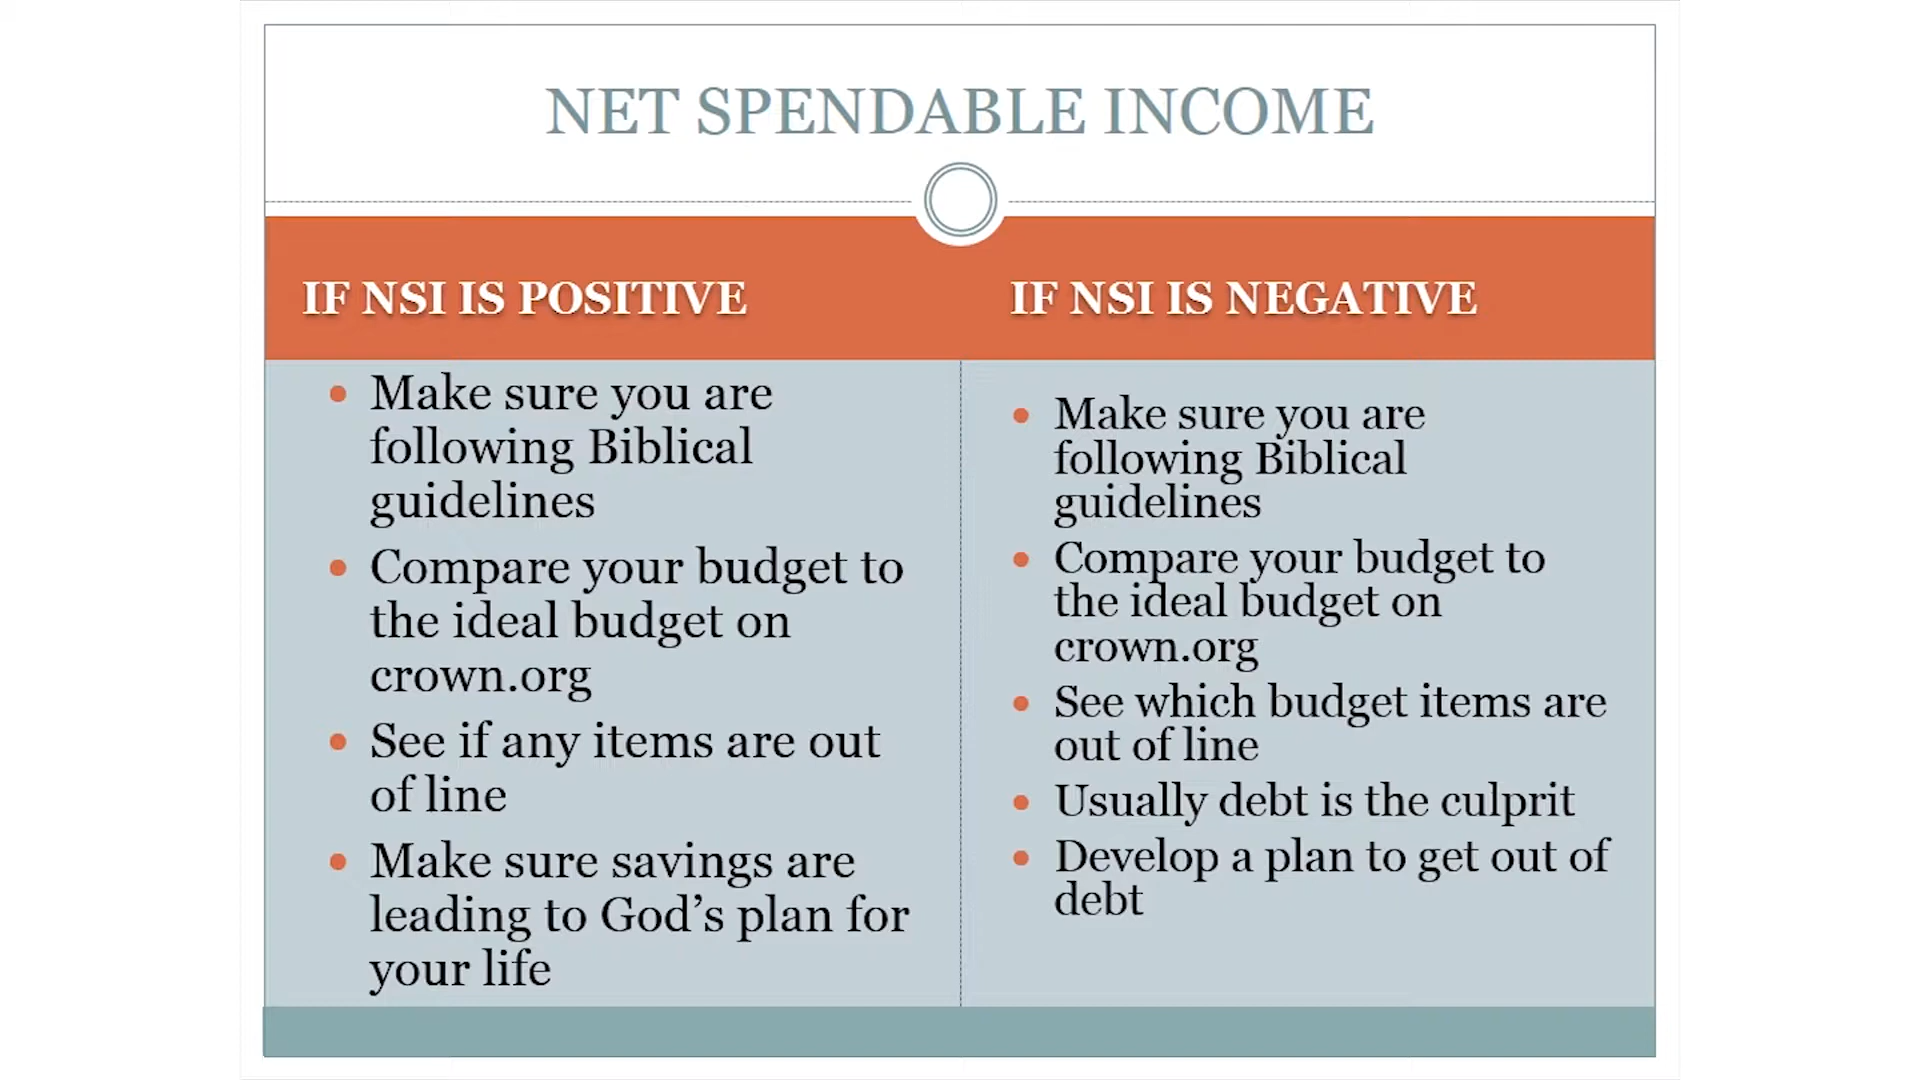 NET SPENDABLE INCOME
IF NSI IS POSITIVE
Make sure you are
following Biblical
guidelines
Compare your budget to
the ideal budget on
crown.org
See if any items are out
of line
Make sure savings are
leading to God’s plan for
your life
IF NSI IS NEGATIVE
Make sure you are
following Biblical
guidelines
Compare your budget to
the ideal budget on
crown.org
See which budget items are
out of line
Usually debt is the culprit
Develop a plan to get out of
debt